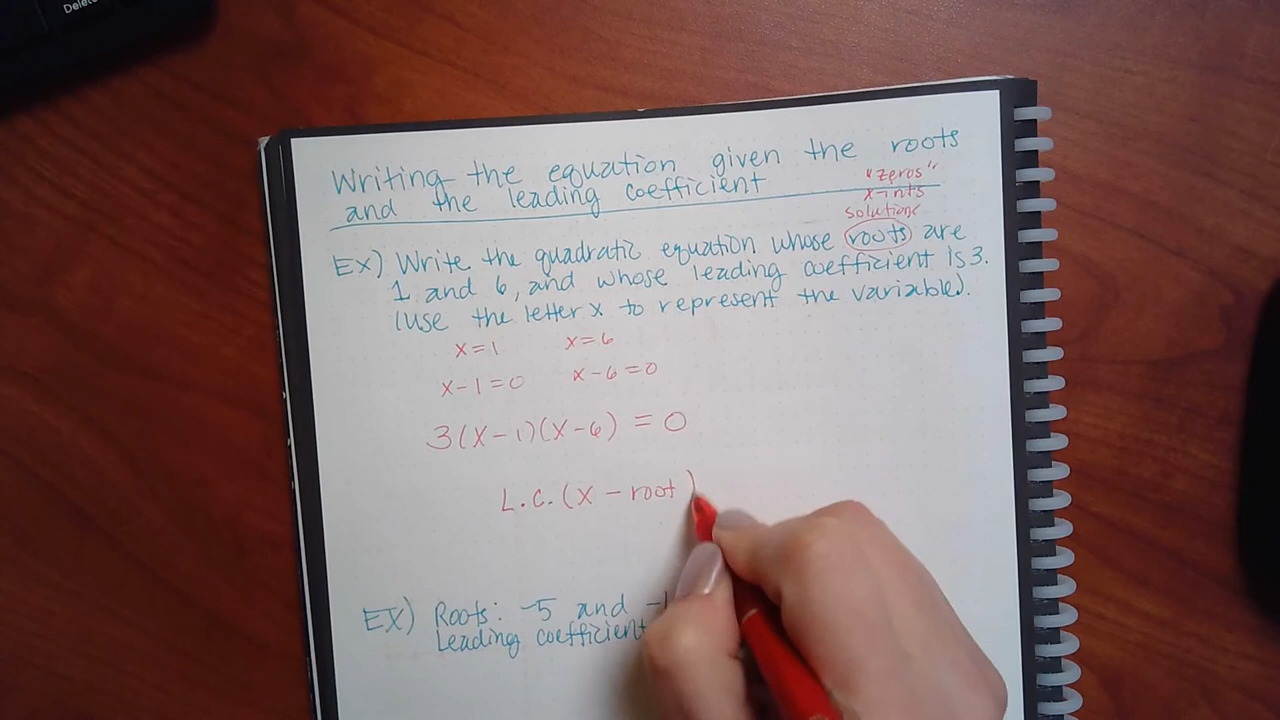 Delete
Writing the equation given the roots
and the leading coefficient
"zeros"
x-ints
solutions
Ex) Write the quadratic equation whose roots are
1 and 6, and whose leading coefficient is 3.
(use the letter x to represent the variable).
x=1 x=6
x-1=0 x-6=0
3(x-1)(x-6) = 0
L.C. (x - root)
EX) Roots: -5 and
Leading coefficient